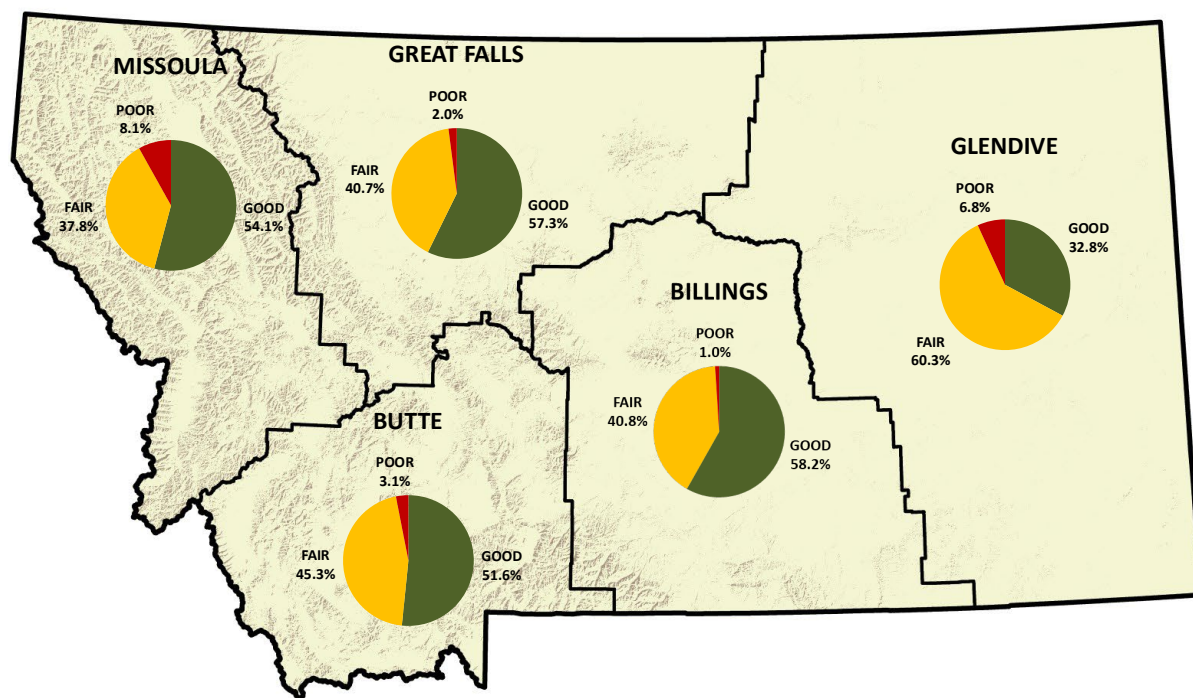 MISSOULA
POOR
8.1%
FAIR
37.8%
GOOD
54.1%
GREAT FALLS
POOR
2.0%
FAIR
40.7%
GOOD
57.3%
GLENDIVE
POOR
6.8%
GOOD
32.8%
FAIR
60.3%
BILLINGS
POOR
1.0%
FAIR
40.8%
GOOD
58.2%
BUTTE
POOR
3.1%
FAIR
45.3%
GOOD
51.6%